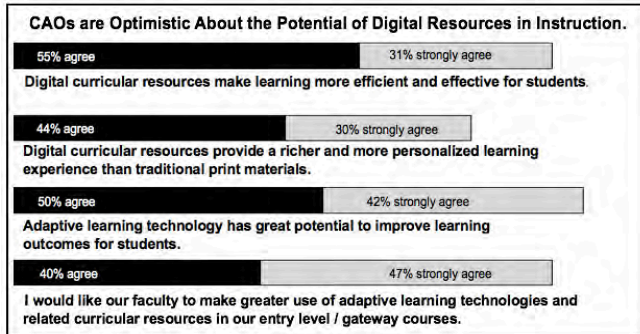 CAOs are Optimistic About the Potential of Digital Resources in Instruction.
55% agree 31% strongly agree
Digital curricular resources make learning more efficient and effective for students.
44% agree 30% strongly agree
Digital curricular resources provide a richer and more personalized learning
experience than traditional print materials.
50% agree 42% strongly agree
Adaptive learning technology has great potential to improve learning
outcomes for students.
40% agree 47% strongly agree
I would like our faculty to make greater use of adaptive learning technologies and
related curricular resources in our entry level / gateway courses.